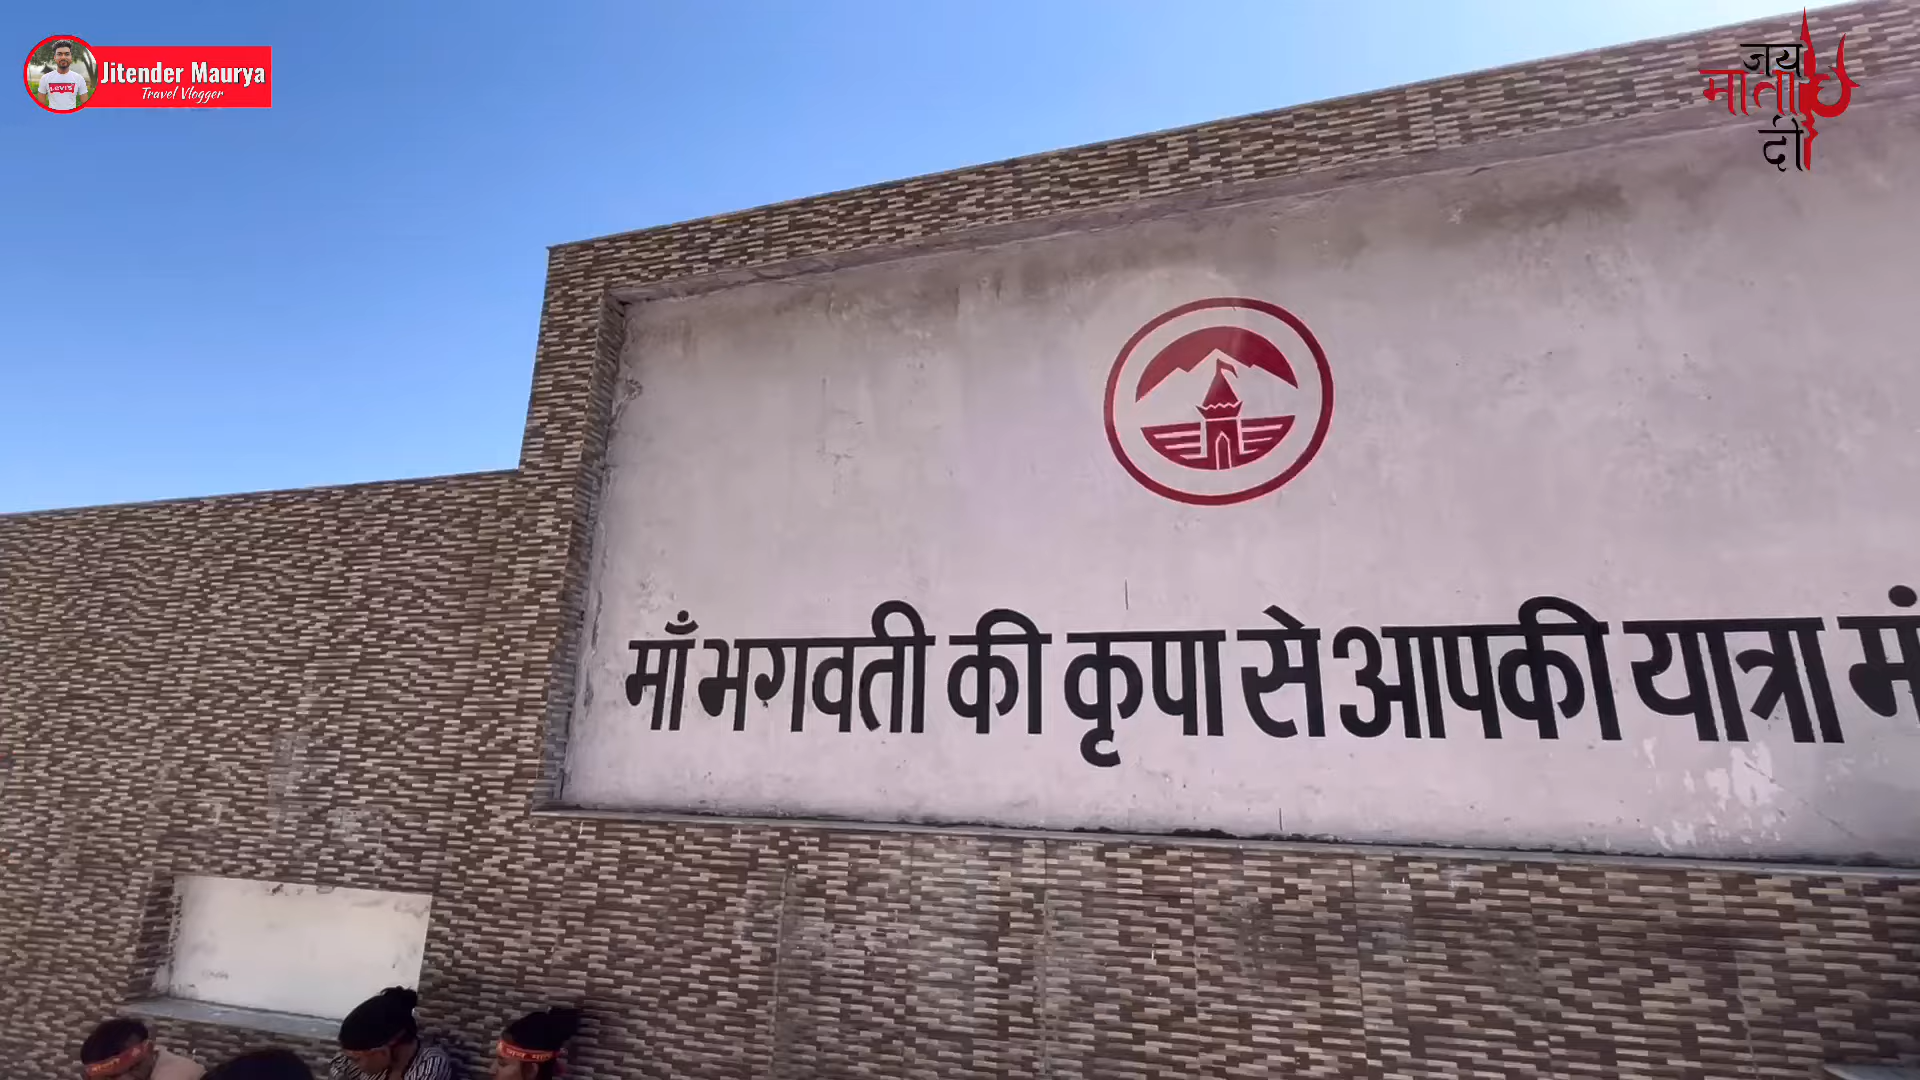 Jitender Maurya
Travel Vlogger
जय
माता
दी
माँ भगवती की कृपा से आपकी यात्रा मं